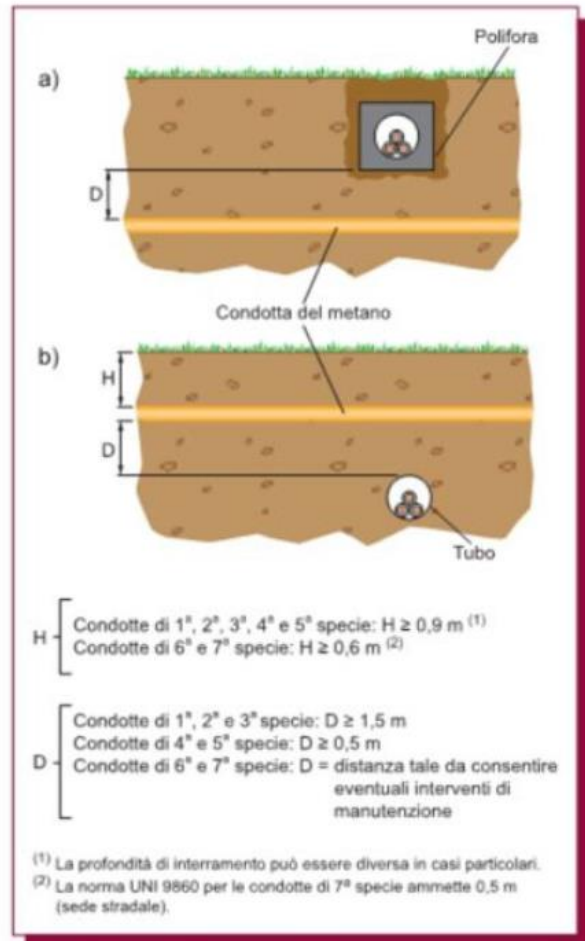 Polifora
a)
D
Condotta del metano
b)
H
D
Tubo
H
Condotte di 1ª, 2ª, 3ª, 4ª e 5ª specie: H ≥ 0,9 m (1)
Condotte di 6ª e 7ª specie: H ≥ 0,6 m (2)
D
Condotte di 1ª, 2ª e 3ª specie: D ≥ 1,5 m
Condotte di 4ª e 5ª specie: D ≥ 0,5 m
Condotte di 6ª e 7ª specie: D = distanza tale da consentire
eventuali interventi di
manutenzione
(1) La profondità di interramento può essere diversa in casi particolari.
(2) La norma UNI 9860 per le condotte di 7ª specie ammette 0,5 m
(sede stradale).